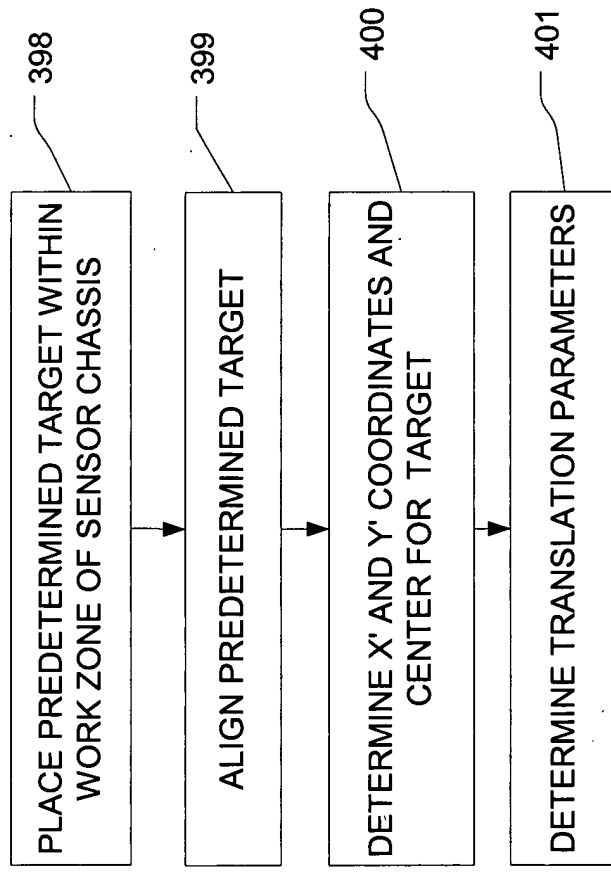 PLACE PREDETERMINED TARGET WITHIN
WORK ZONE OF SENSOR CHASSIS
398
ALIGN PREDETERMINED TARGET
399
DETERMINE X' AND Y' COORDINATES AND
CENTER FOR TARGET
400
DETERMINE TRANSLATION PARAMETERS
401